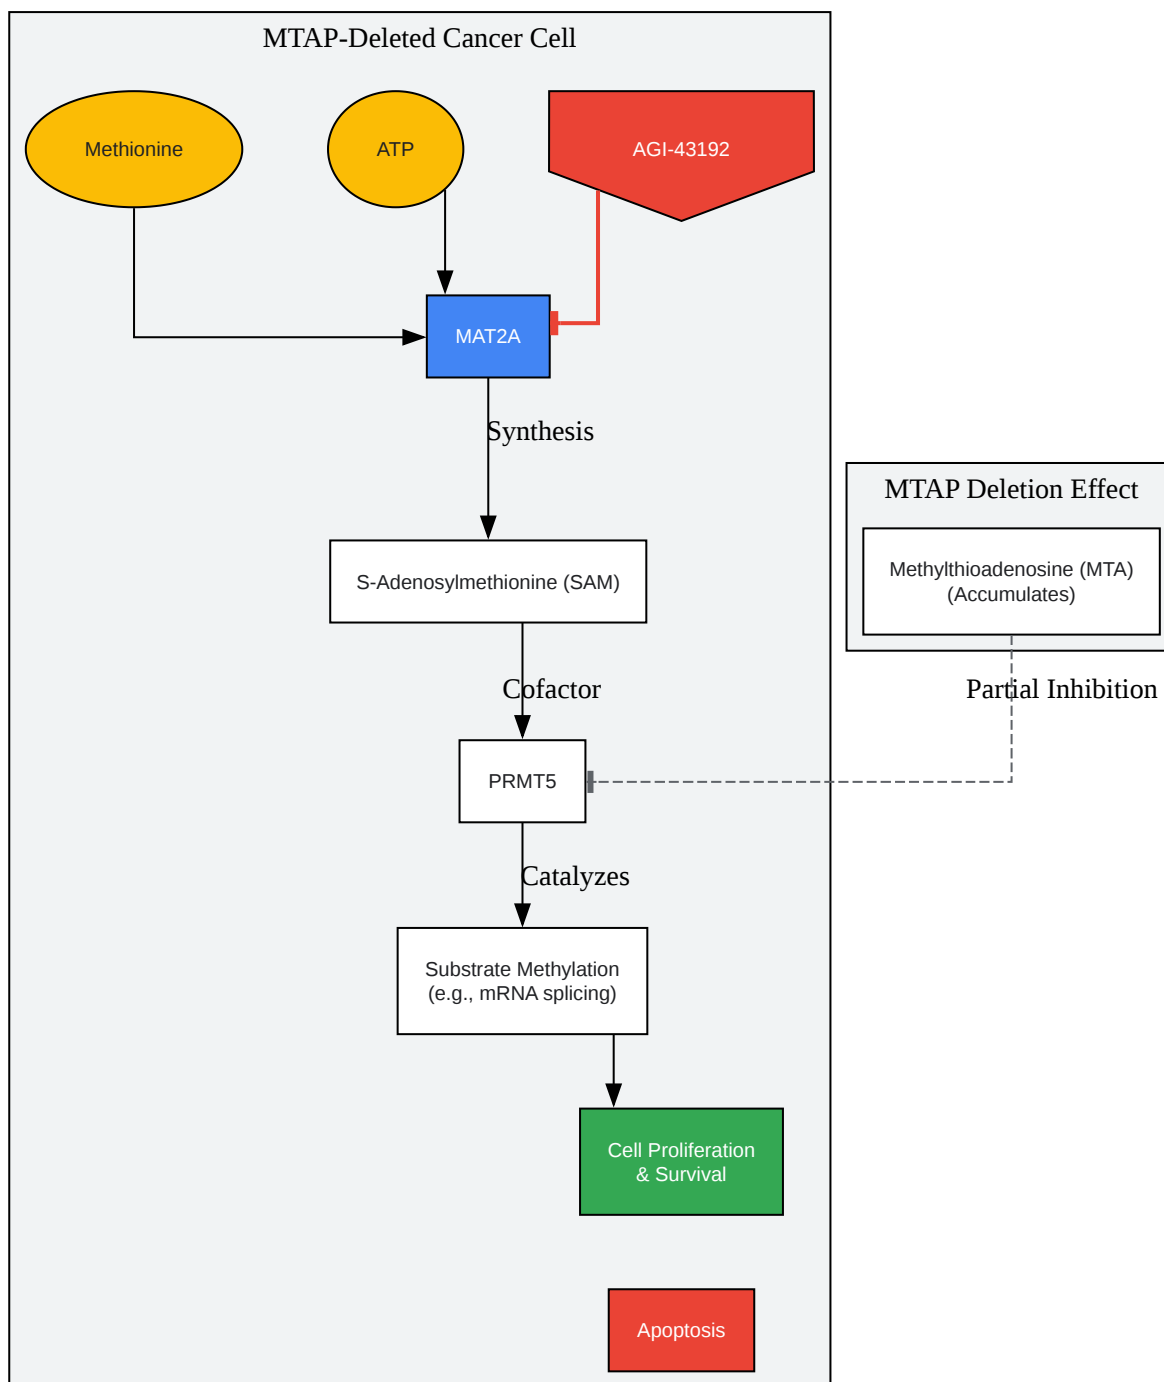 MTAP-Deleted Cancer Cell
Methionine
ATP
AGI-43192
MAT2A
Synthesis
S-Adenosylmethionine (SAM)
MTAP Deletion Effect
Methylthioadenosine (MTA)
(Accumulates)
Cofactor
Partial Inhibition
PRMT5
Catalyzes
Substrate Methylation
(e.g., mRNA splicing)
Cell Proliferation
& Survival
Apoptosis